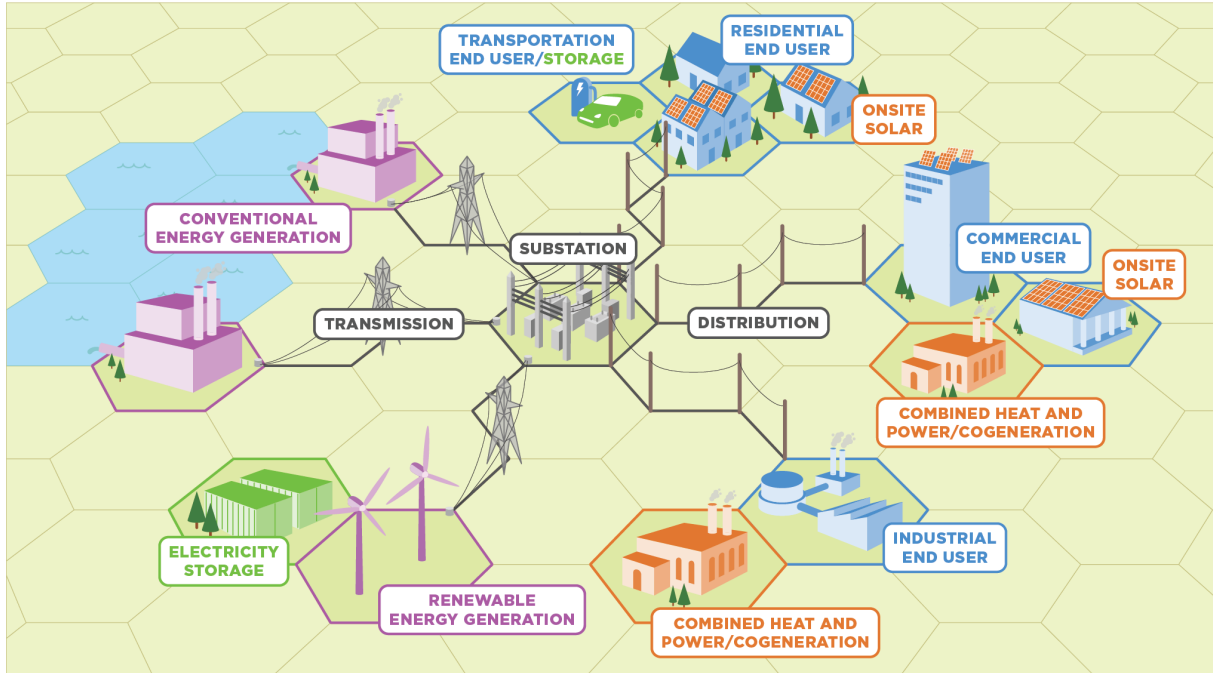 TRANSPORTATION
END USER/STORAGE
RESIDENTIAL
END USER
ONSITE
SOLAR
CONVENTIONAL
ENERGY GENERATION
SUBSTATION
COMMERCIAL
END USER
ONSITE
SOLAR
TRANSMISSION
DISTRIBUTION
COMBINED HEAT AND
POWER/COGENERATION
ELECTRICITY
STORAGE
INDUSTRIAL
END USER
RENEWABLE
ENERGY GENERATION
COMBINED HEAT AND
POWER/COGENERATION